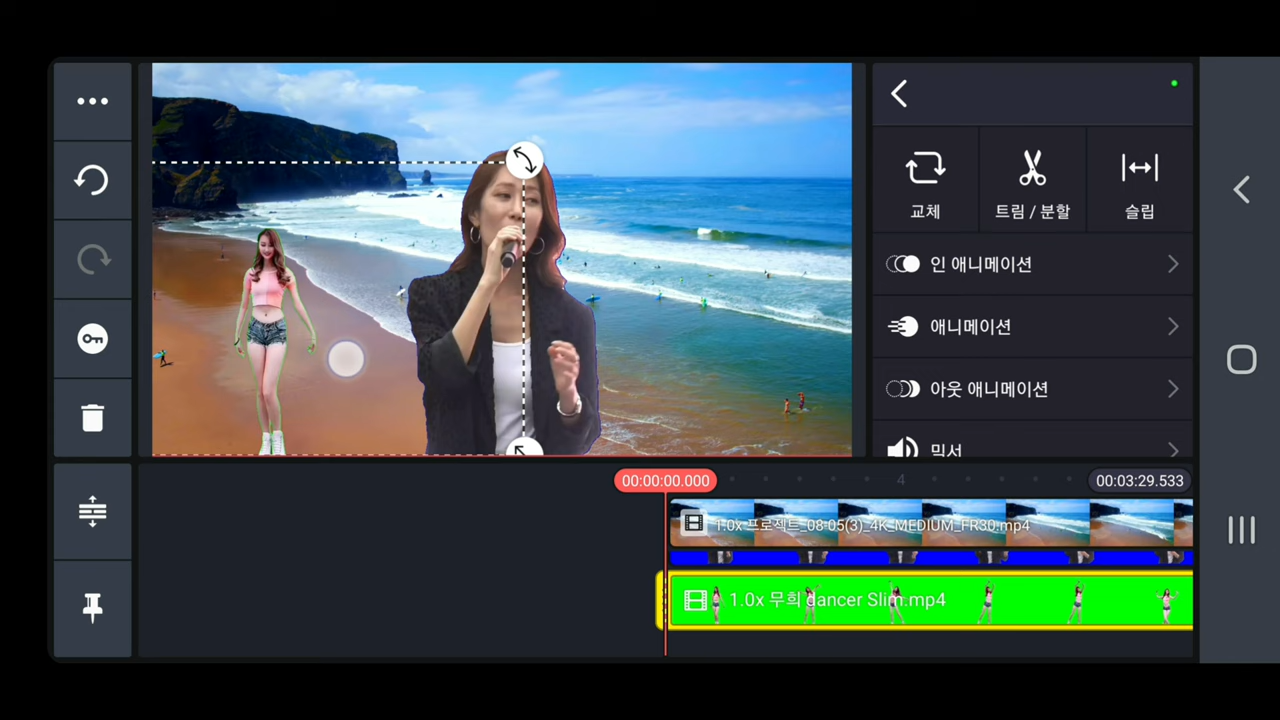 교체
트림 / 분할
슬립
인 애니메이션
애니메이션
아웃 애니메이션
믹서
00:00:00.000
4
00:03:29.533
1.0x 프로젝트_08-05(3)_4K_MEDIUM_FR30.mp4
1.0x 무희 dancer Slim.mp4